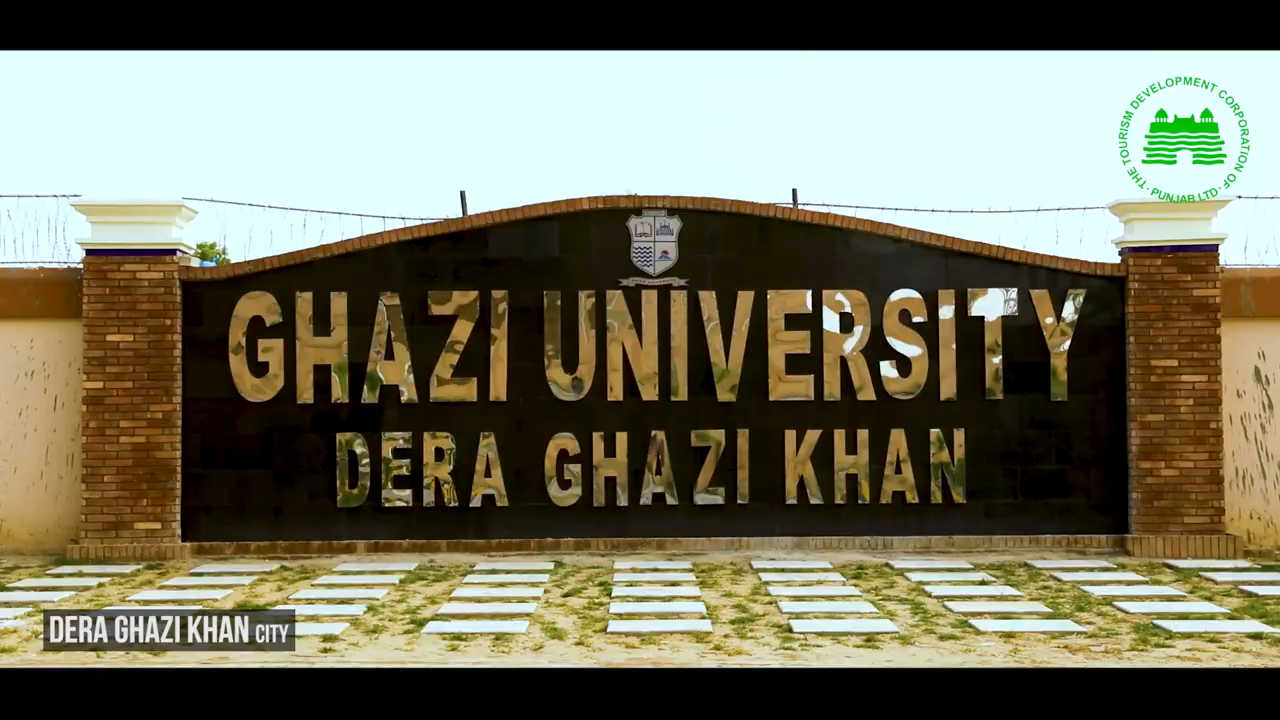 THE TOURISM DEVELOPMENT CORPORATION OF
· PUNJAB LTD ·
GHAZI UNIVERSITY
DERA GHAZI KHAN
DERA GHAZI KHAN CITY